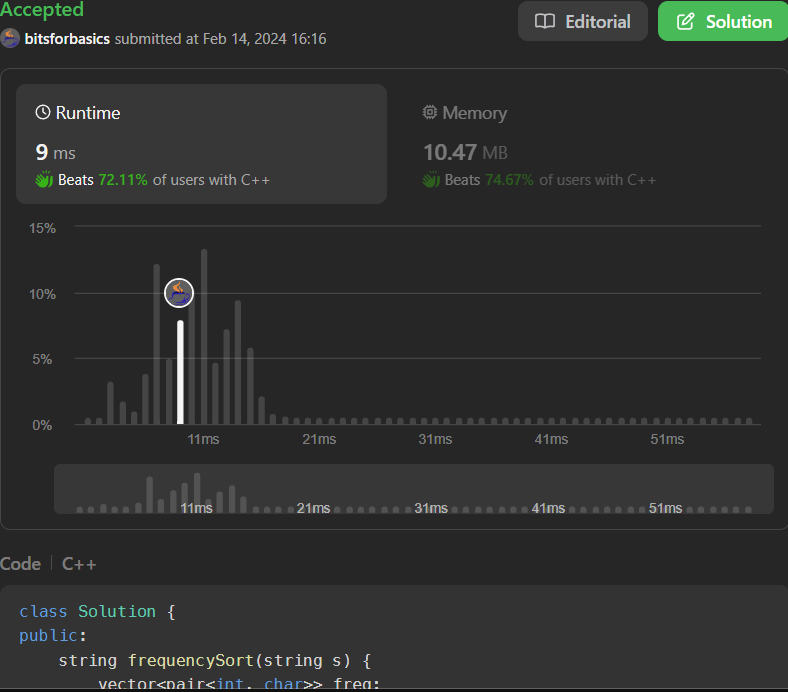 Accepted
Editorial
Solution
bitsforbasics submitted at Feb 14, 2024 16:16
Runtime
Memory
9 ms
10.47 MB
Beats 72.11% of users with C++
Beats 74.67% of users with C++
15%
10%
5%
0%
11ms 21ms 31ms 41ms 51ms
11ms 21ms 31ms 41ms 51ms
Code | C++
class Solution {
public:
    string frequencySort(string s) {
        vector<pair<int, char>> freq;